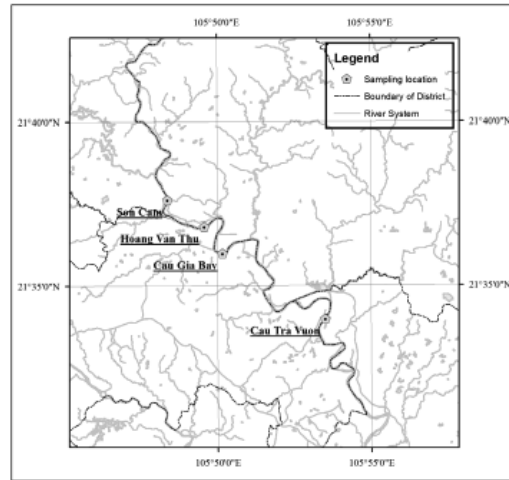 105°50'0"E
105°55'0"E
Legend
Sampling location
Boundary of District
River System
21°40'0"N
21°40'0"N
Son Cam
Hoang Van Thu
Cau Gia Bay
21°35'0"N
21°35'0"N
Cau Tra Vuon
105°50'0"E
105°55'0"E